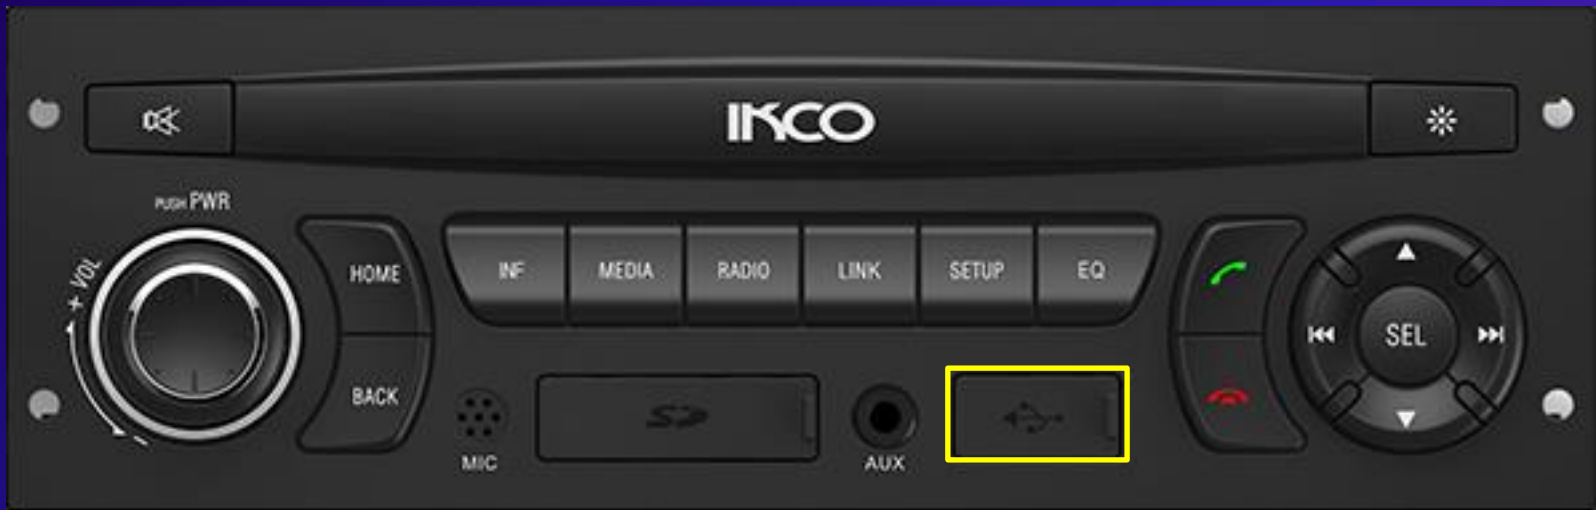 IKCO
PUSH PWR
+ VOL -
HOME
INF
MEDIA
RADIO
LINK
SETUP
EQ
SEL
BACK
SD
MIC
AUX